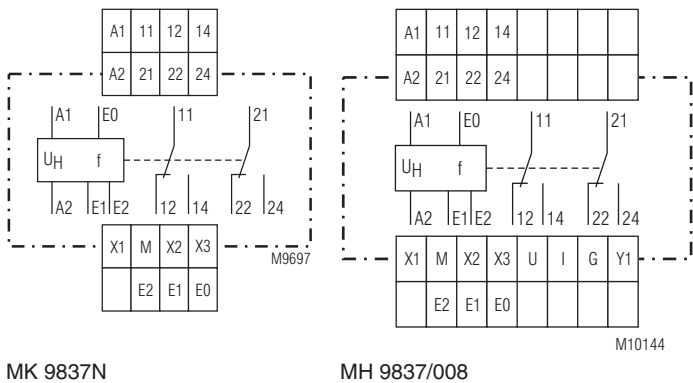 A1 11 12 14
A2 21 22 24
A1 E0 11 21
UH f
A2 E1 E2 12 14 22 24
X1 M X2 X3
E2 E1 E0
M9697
MK 9837N
A1 11 12 14
A2 21 22 24
A1 E0 11 21
UH f
A2 E1 E2 12 14 22 24
X1 M X2 X3 U I G Y1
E2 E1 E0
M10144
MH 9837/008